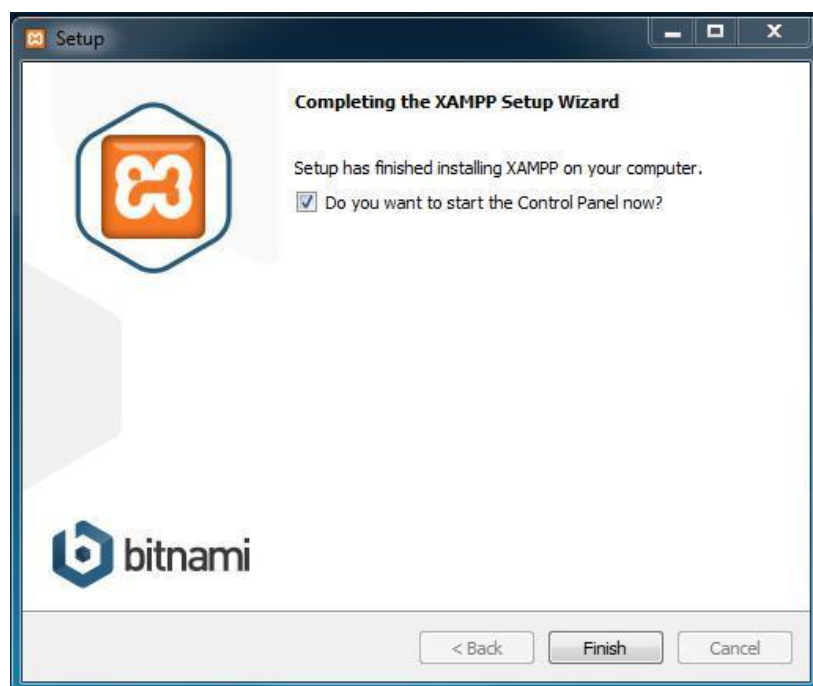 Setup
Completing the XAMPP Setup Wizard
Setup has finished installing XAMPP on your computer.
Do you want to start the Control Panel now?
bitnami
< Back
Finish
Cancel